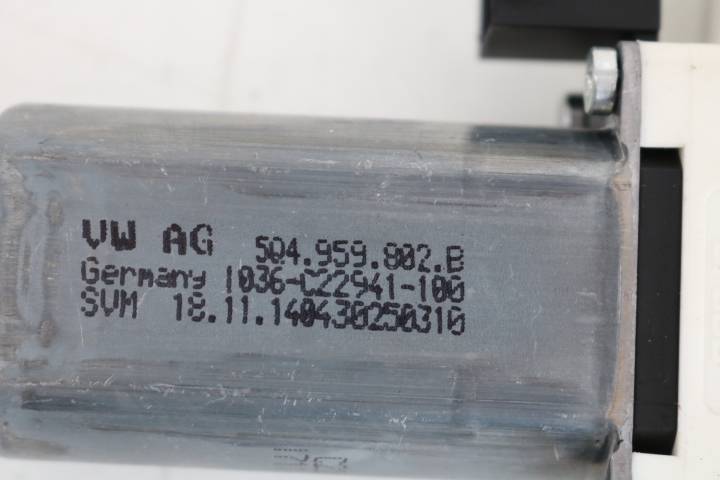 VW AG 5Q4.959.802.B
Germany 1036-C22941-100
SVM 18.11.140430250310